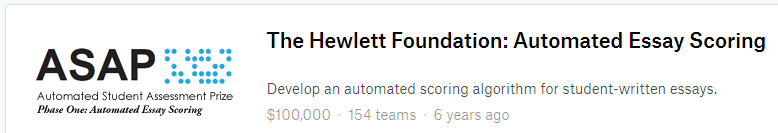 ASAP
Automated Student Assessment Prize
Phase One: Automated Essay Scoring
The Hewlett Foundation: Automated Essay Scoring
Develop an automated scoring algorithm for student-written essays.
$100,000 · 154 teams · 6 years ago